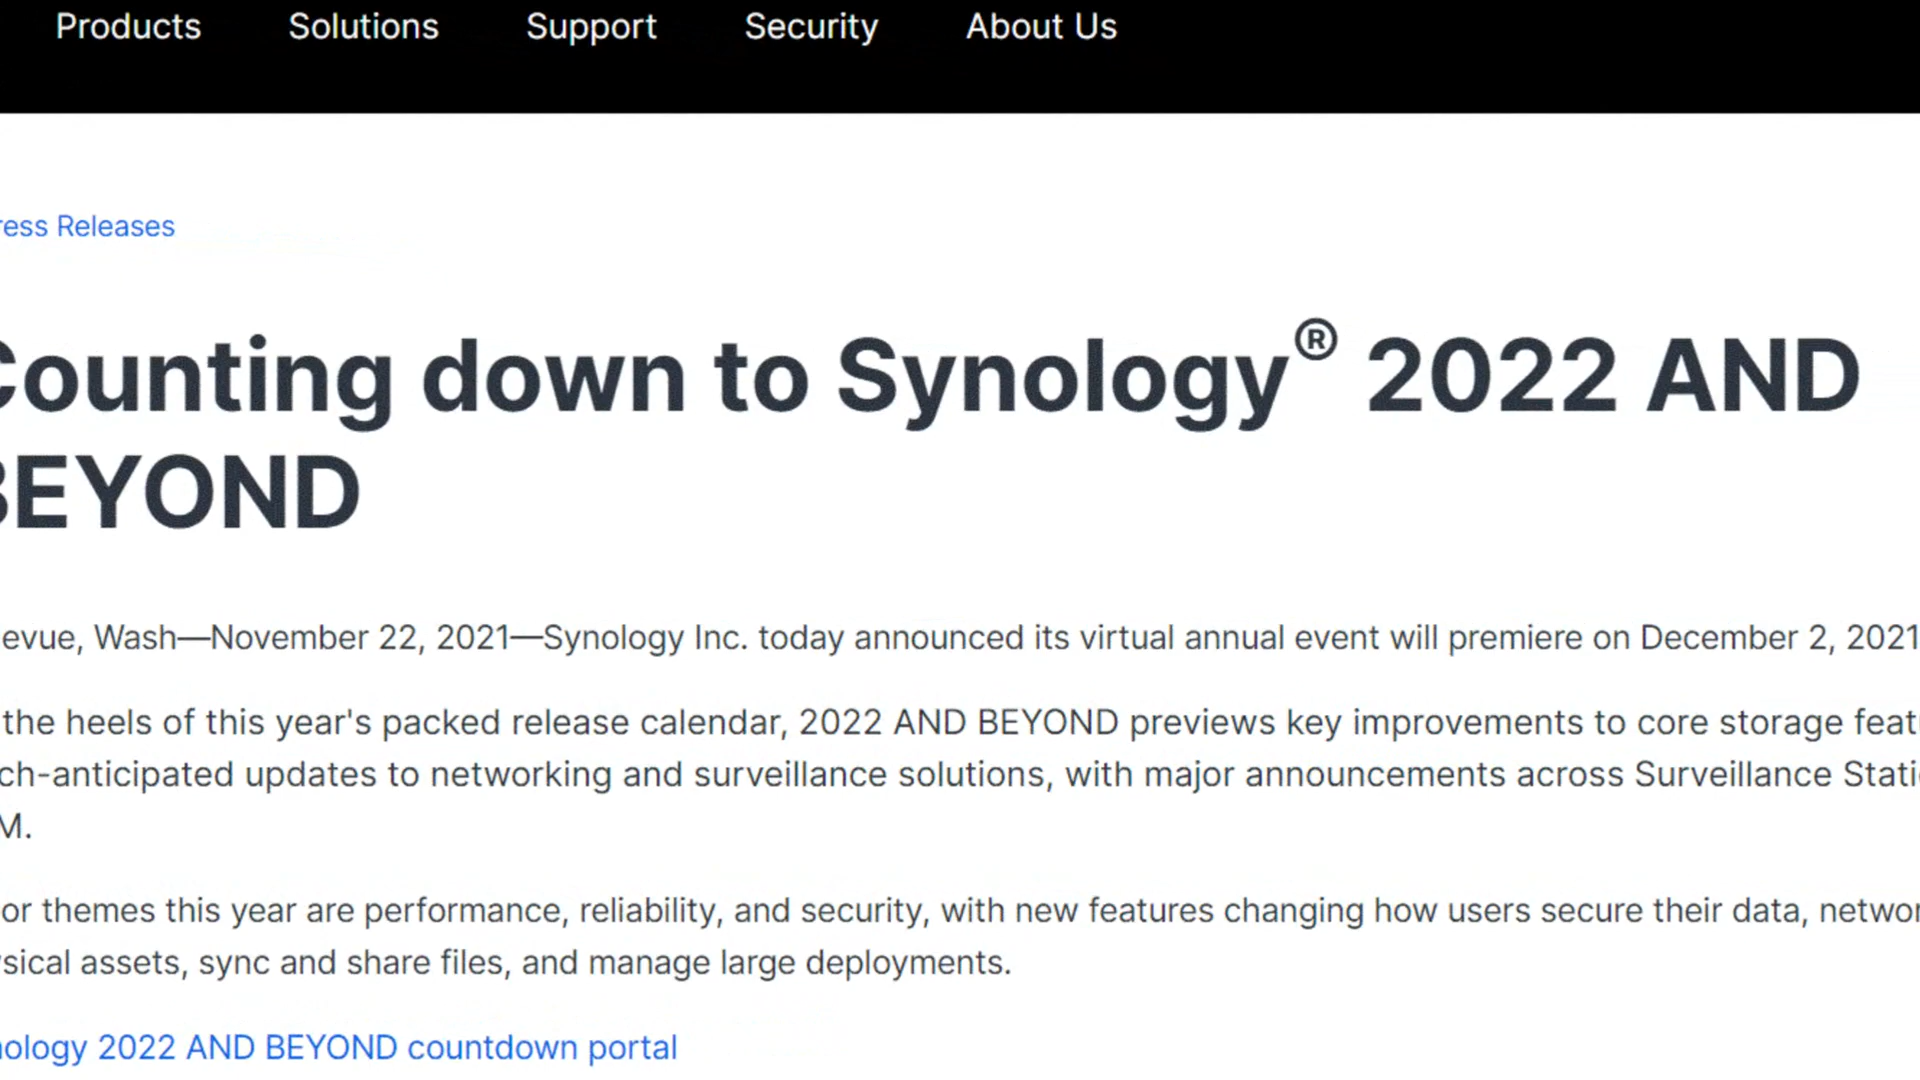 Products Solutions Support Security About Us
ress Releases
Counting down to Synology® 2022 AND
BEYOND
evue, Wash—November 22, 2021—Synology Inc. today announced its virtual annual event will premiere on December 2, 2021
the heels of this year's packed release calendar, 2022 AND BEYOND previews key improvements to core storage feat
ch-anticipated updates to networking and surveillance solutions, with major announcements across Surveillance Stati
M.
or themes this year are performance, reliability, and security, with new features changing how users secure their data, networ
sical assets, sync and share files, and manage large deployments.
nology 2022 AND BEYOND countdown portal